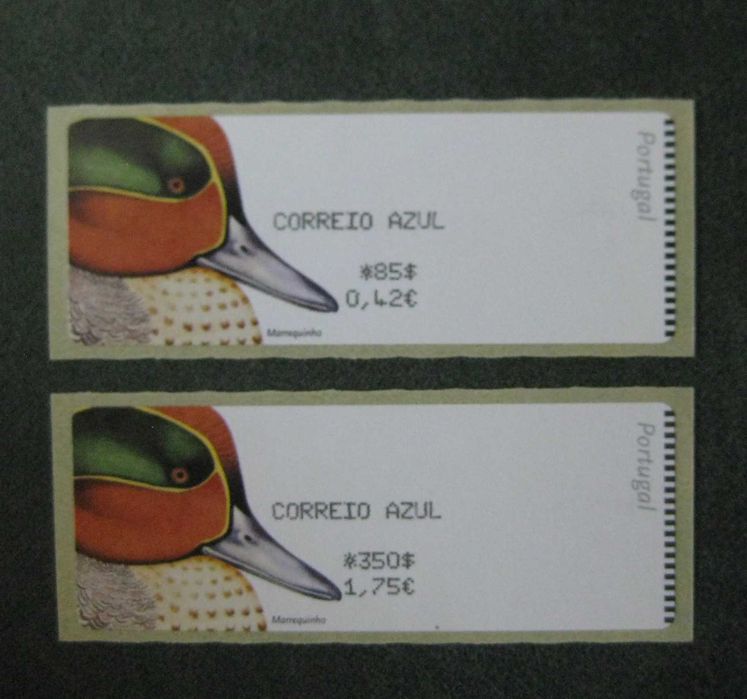 Portugal
CORREIO AZUL
*85$
0,42€
Marrequinho
Portugal
CORREIO AZUL
*350$
1,75€
Marrequinho